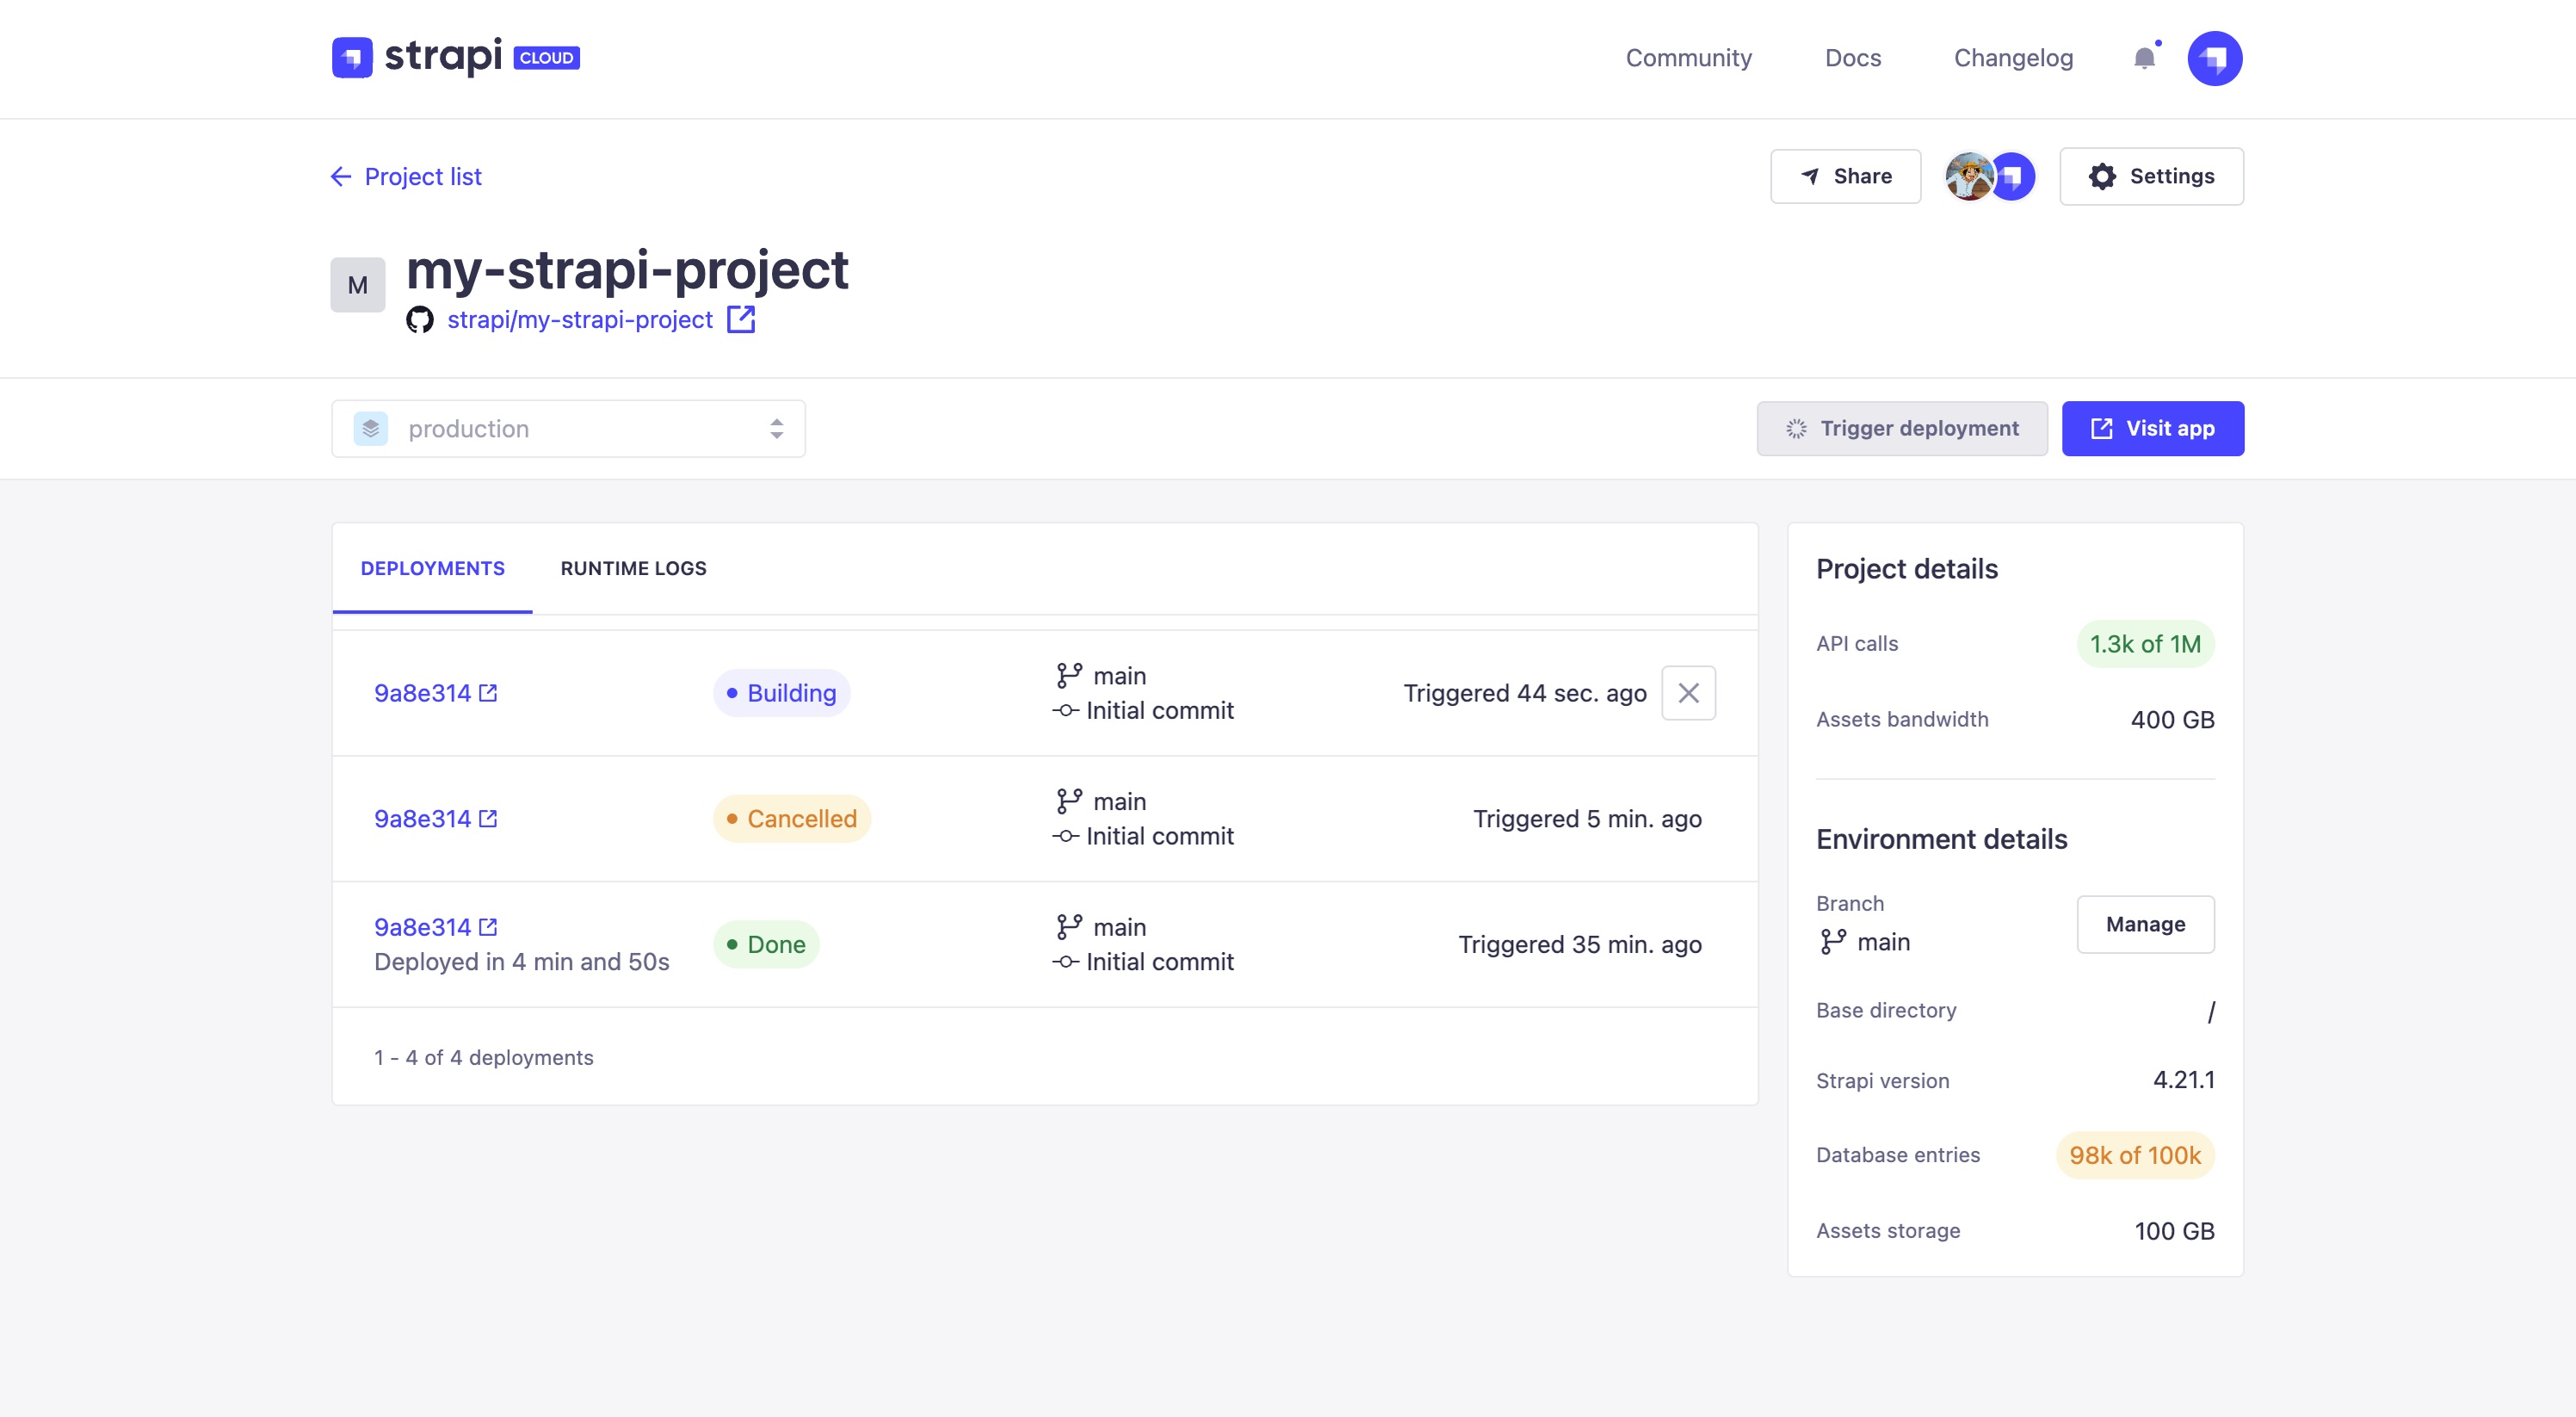 strapi CLOUD
Community Docs Changelog
Project list
Share
Settings
M
my-strapi-project
strapi/my-strapi-project
production
Trigger deployment
Visit app
DEPLOYMENTS RUNTIME LOGS
9a8e314
Building
main
Initial commit
Triggered 44 sec. ago
9a8e314
Cancelled
main
Initial commit
Triggered 5 min. ago
9a8e314
Deployed in 4 min and 50s
Done
main
Initial commit
Triggered 35 min. ago
1 - 4 of 4 deployments
Project details
API calls 1.3k of 1M
Assets bandwidth 400 GB
Environment details
Branch
main
Manage
Base directory /
Strapi version 4.21.1
Database entries 98k of 100k
Assets storage 100 GB